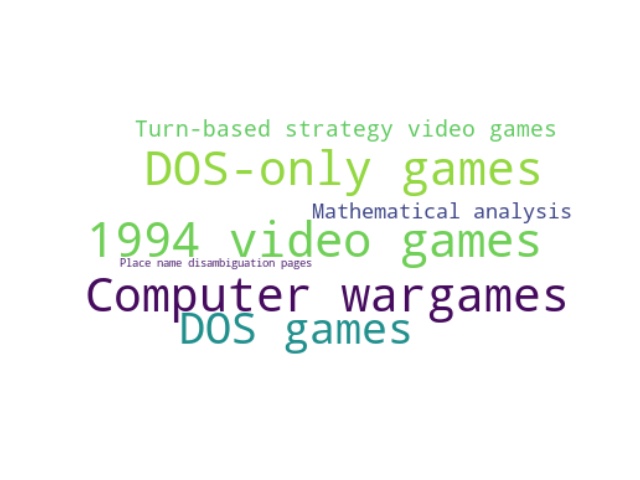 Turn-based strategy video games
DOS-only games
Mathematical analysis
1994 video games
Place name disambiguation pages
Computer wargames
DOS games